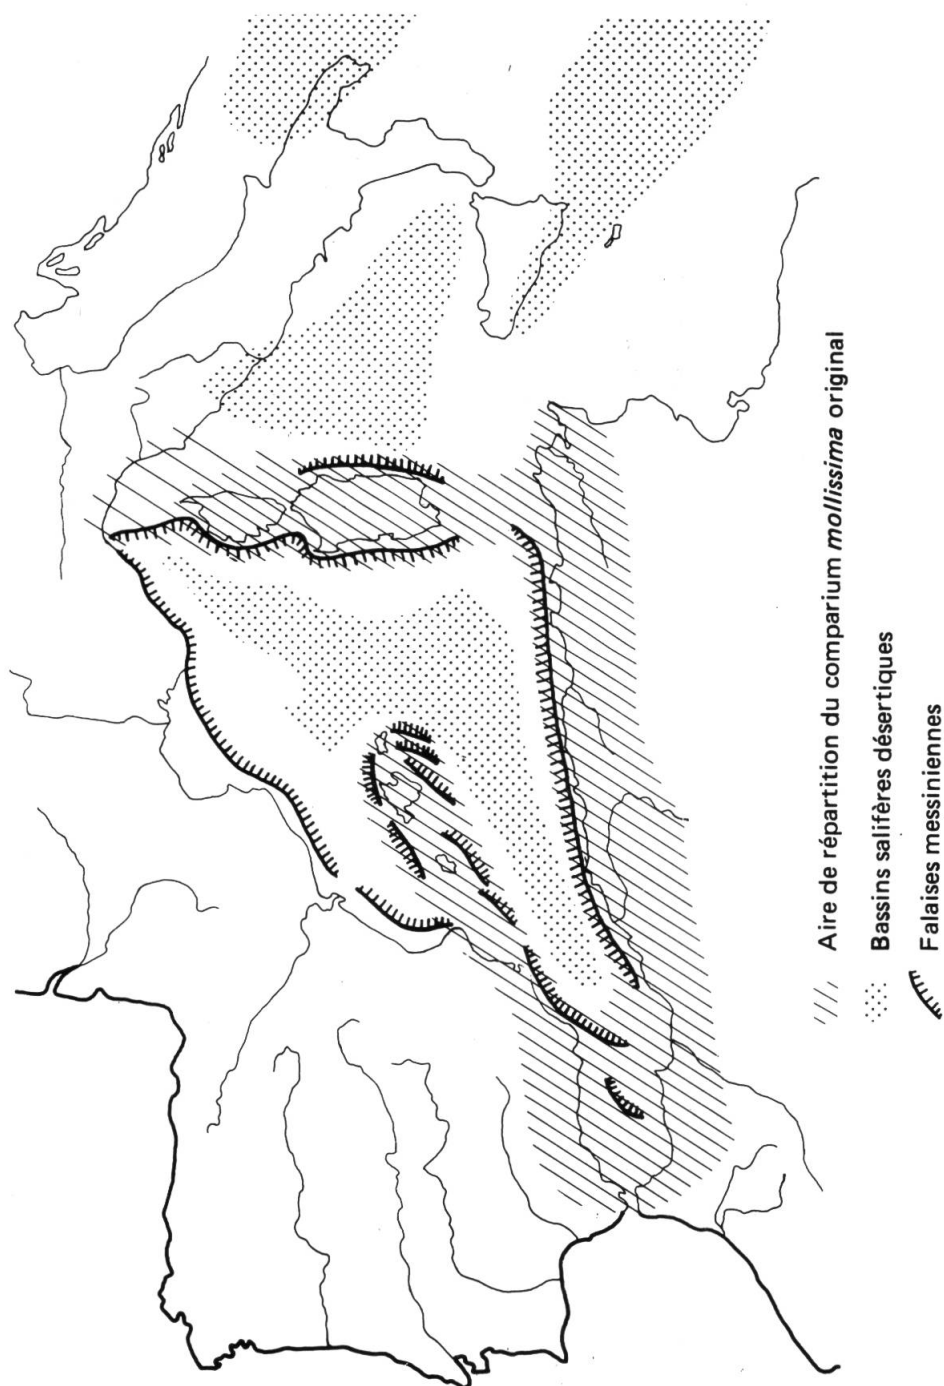 Aire de répartition du comparium mollissima original
Bassins salifères désertiques
Falaises messiniennes